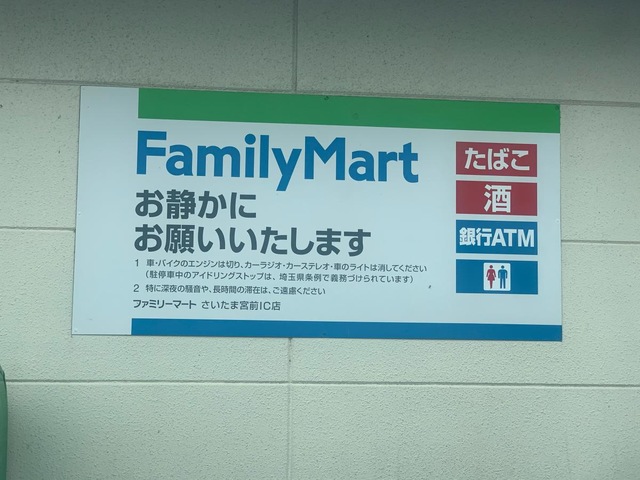 FamilyMart
お静かに
お願いいたします
1 車・バイクのエンジンは切り、カーラジオ・カーステレオ・車のライトは消してください
(駐停車中のアイドリングストップは、埼玉県条例で義務づけられています)
2 特に深夜の騒音や、長時間の滞在は、ご遠慮ください
ファミリーマート さいたま宮前IC店
たばこ
酒
銀行ATM